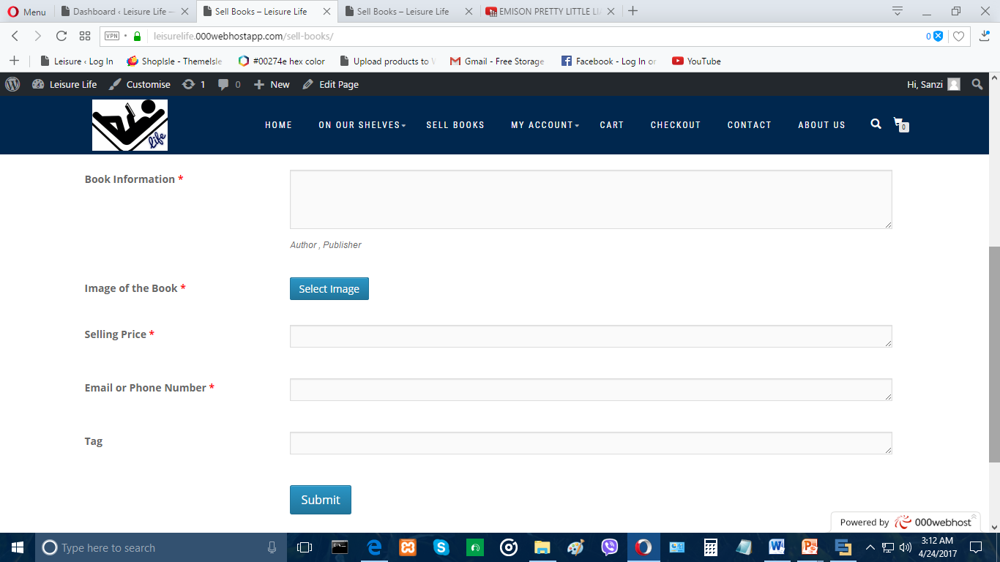 Menu
Dashboard ‹ Leisure Life —
Sell Books – Leisure Life
Sell Books – Leisure Life
EMISON PRETTY LITTLE LIA
VPN
leisurelife.000webhostapp.com/sell-books/
0
Leisure ‹ Log In
ShopIsle - ThemeIsle
#00274e hex color
Upload products to W
Gmail - Free Storage
Facebook - Log In or
YouTube
Leisure Life
Customise
1
0
New
Edit Page
Hi, Sanzi
life
HOME
ON OUR SHELVES
SELL BOOKS
MY ACCOUNT
CART
CHECKOUT
CONTACT
ABOUT US
0
Book Information *
Author , Publisher
Image of the Book *
Select Image
Selling Price *
Email or Phone Number *
Tag
Submit
Powered by 000webhost
Type here to search
3:12 AM
4/24/2017